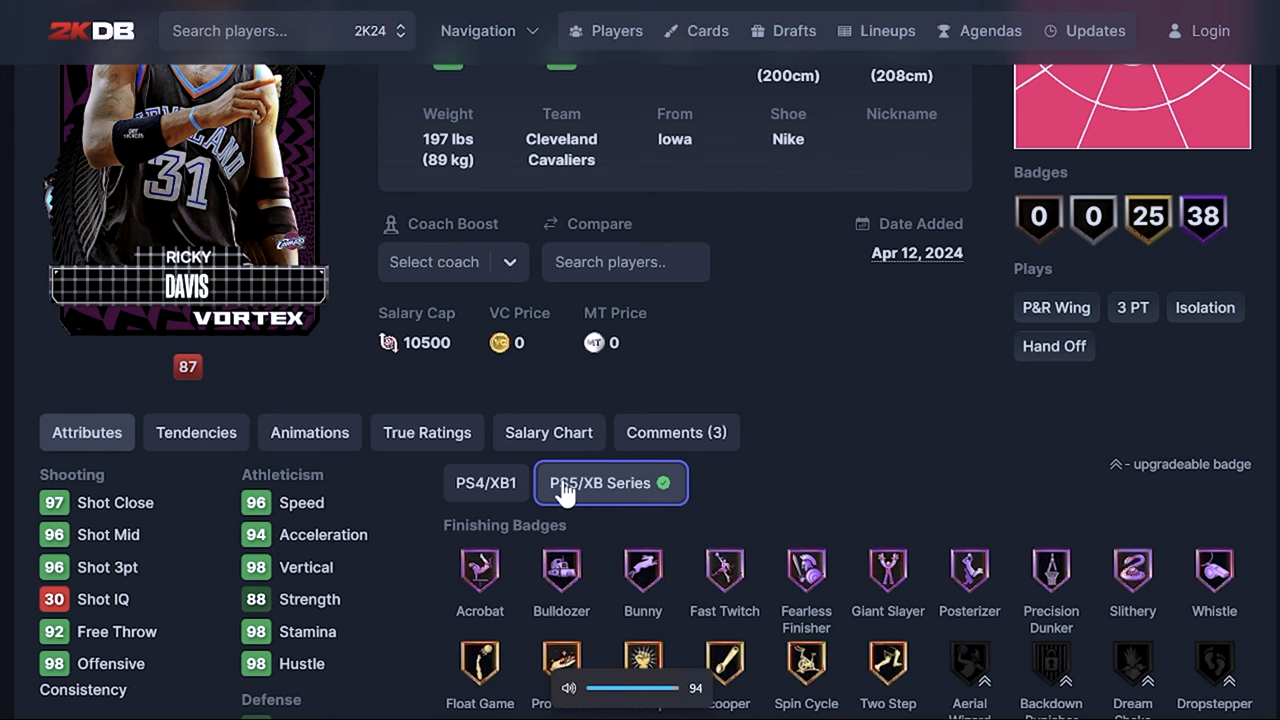 2KDB
Search players...
2K24
Navigation
Players
Cards
Drafts
Lineups
Agendas
Updates
Login
(200cm)
(208cm)
Weight
Team
From
Shoe
Nickname
197 lbs
(89 kg)
Cleveland
Cavaliers
Iowa
Nike
31
RICKY
DAVIS
VORTEX
87
Coach Boost
Compare
Date Added
Select coach
Search players..
Apr 12, 2024
Salary Cap
VC Price
MT Price
10500
VC 0
MT 0
Badges
0
0
25
38
Plays
P&R Wing
3 PT
Isolation
Hand Off
Attributes
Tendencies
Animations
True Ratings
Salary Chart
Comments (3)
- upgradeable badge
Shooting
97 Shot Close
96 Shot Mid
96 Shot 3pt
30 Shot IQ
92 Free Throw
98 Offensive
Consistency
Athleticism
96 Speed
94 Acceleration
98 Vertical
88 Strength
98 Stamina
98 Hustle
Defense
PS4/XB1
PS5/XB Series
Finishing Badges
Acrobat
Bulldozer
Bunny
Fast Twitch
Fearless
Finisher
Giant Slayer
Posterizer
Precision
Dunker
Slithery
Whistle
Float Game
Spin Cycle
Two Step
Aerial
Backdown
Dream
Dropstepper
94